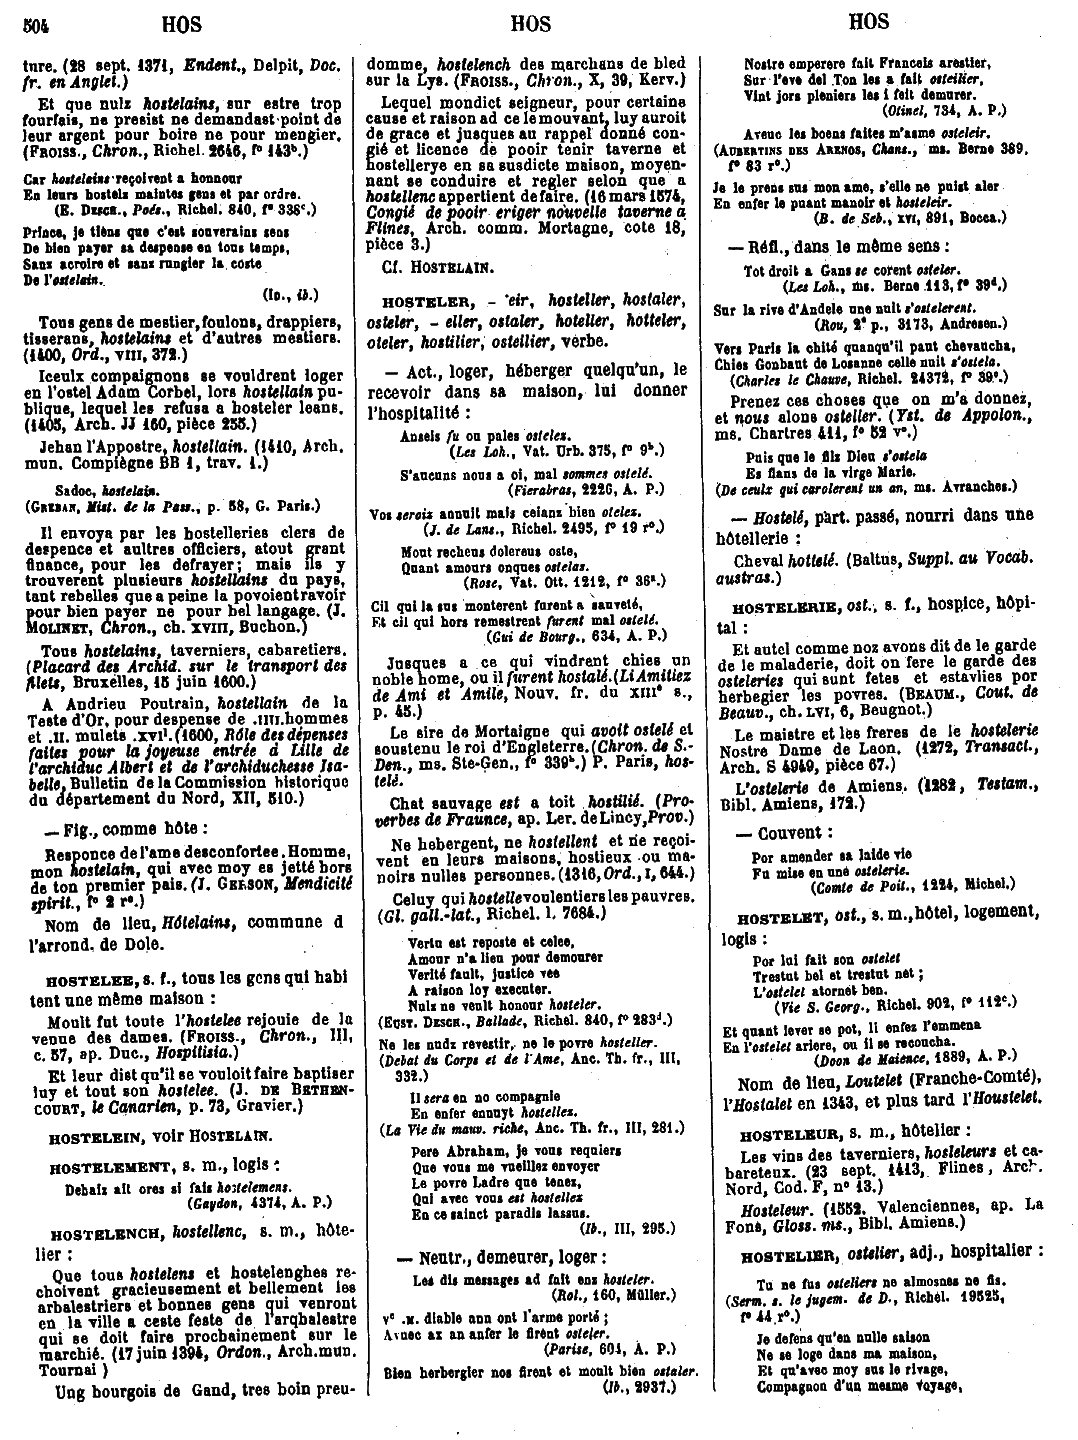 504 HOS HOS HOS
ture. (28 sept. 1371, Endent., Delpit, Doc.
fr. en Anglet.)
Et que nulz hostelains, sur estre trop
fourfais, ne presist ne demandast point de
leur argent pour boire ne pour mengier.
(FROISS., Chron., Richel. 2646, f° 143b.)
Car hosteleins reçoivent a honnour
En leurs hostels maintes gens et par ordre.
(E. DESCH., Poés., Richel. 840, f° 338c.)
Prince, je tiens que c'est souverains sens
De bien payer sa despense en tous temps,
Sans acroire et sanz rungier la coste
De l'ostelain.
(ID., ib.)
Tous gens de mestier, foulons, drappiers,
tisserans, hostelains et d'autres mestiers.
(1400, Ord., VIII, 372.)
Iceulx compaignons se vouldrent loger
en l'ostel Adam Corbel, lors hostellain pu-
blique, lequel les refusa a hosteler leans.
(1405, Arch. JJ 160, pièce 255.)
Jehan l'Appostre, hostellain. (1410, Arch.
mun. Compiègne BB 1, trav. 1.)
Sadoc, hostelain.
(GREBAN, Mist. de la Pass., p. 58, G. Paris.)
Il envoya par les hostelleries clers de
despence et aultres officiers, atout grant
finance, pour les defrayer; mais ils y
trouverent plusieurs hostellains du pays,
tant rebelles que a peine la povoient ravoir
pour bien payer ne pour bel langage. (J.
MOLINET, Chron., ch. XVIII, Buchon.)
Tous hostelains, taverniers, cabaretiers.
(Placard des Archid. sur le transport des
filets, Bruxelles, 15 juin 1600.)
A Andrieu Poutrain, hostellain de la
Teste d'Or, pour despense de .IIII. hommes
et .II. mulets .XVI¹. (1600, Rôle des dépenses
faites pour la joyeuse entrée à Lille de
l'archiduc Albert et de l'archiduchesse Isa-
belle, Bulletin de la Commission historique
du département du Nord, XII, 510.)
— Fig., comme hôte :
Responce de l'ame desconfortee. Homme,
mon hostelain, qui avec moy es jetté hors
de ton premier pais. (J. GERSON, Mendicité
spirit., f° 2 r°.)
Nom de lieu, Hôtelains, commune d
l'arrond. de Dole.
HOSTELEE, s. f., tous les gens qui habi
tent une même maison :
Moult fut toute l'hostelee rejouie de la
venue des dames. (FROISS., Chron., III,
c. 57, ap. Duc., Hospitisia.)
Et leur dist qu'il se vouloit faire baptiser
luy et tout son hostelee. (J. DE BETHEN-
COURT, le Canarien, p. 73, Gravier.)
HOSTELEIN, voir HOSTELAIN.
HOSTELEMENT, s. m., logis :
Debaiz ait ores si fais hostelemens.
(Gaydon, 4374, A. P.)
HOSTELENCH, hostellenc, s. m., hôte-
lier :
Que tous hostelens et hostelenghes re-
choivent gracieusement et bellement les
arbalestriers et bonnes gens qui venront
en la ville a ceste feste de l'arqbalestre
qui se doit faire prochainement sur le
marchié. (17 juin 1394, Ordon., Arch. mun.
Tournai )
Ung bourgois de Gand, tres boin preu-
domme, hostelench des marchans de bled
sur la Lys. (FROISS., Chron., X, 39, Kerv.)
Lequel mondict seigneur, pour certaine
cause et raison ad ce le mouvant, luy auroit
de grace et jusques au rappel donné con-
gié et licence de pooir tenir taverne et
hostellerye en sa susdicte maison, moyen-
nant se conduire et regler selon que a
hostellenc appertient de faire. (16 mars 1574,
Congié de pooir eriger nouvelle taverne a
Flines, Arch. comm. Mortagne, cote 18,
pièce 3.)
Cf. HOSTELAIN.
HOSTELER, - eir, hosteller, hostaler,
osteler, - eller, ostaler, hoteller, hotteler,
oteler, hostilier, ostellier, verbe.
— Act., loger, héberger quelqu'un, le
recevoir dans sa maison, lui donner
l'hospitalité :
Anseis fu ou pales ostelez.
(Les Loh., Vat. Urb. 375, f° 9b.)
S'aucuns nous a oi, mal sommes ostelé.
(Fierabras, 2226, A. P.)
Vos seroiz annuit mais ceianz bien otelez.
(J. de Lans., Richel. 2495, f° 19 r°.)
Mout recheus dolereus oste,
Quant amours onques ostelas.
(Rose, Vat. Ott. 1212, f° 36a.)
Cil qui la sus monterent furent a sauveté,
Et cil qui hors remestrent furent mal ostelé.
(Gui de Bourg., 634, A. P.)
Jusques a ce qui vindrent chies un
noble home, ou il furent hostalé. (Li Amitiez
de Ami et Amile, Nouv. fr. du XIIIe s.,
p. 45.)
Le sire de Mortaigne qui avoit ostelé et
soustenu le roi d'Engleterre. (Chron. de S.-
Den., ms. Ste-Gen., f° 339b.) P. Paris, hos-
telé.
Chat sauvage est a toit hostilié. (Pro-
verbes de Fraunce, ap. Ler. de Lincy, Prov.)
Ne hebergent, ne hostellent et ne reçoi-
vent en leurs maisons, hostieux ou ma-
noirs nulles personnes. (1316, Ord., I, 644.)
Celuy qui hostelle voulentiers les pauvres.
(Gl. gall.-lat., Richel. l. 7684.)
Vertu est reposte et celee,
Amour n'a lieu pour demourer
Verité fault, justice vee
A raison loy executer.
Nulz ne veult honour hosteler.
(EUST. DESCH., Ballade, Richel. 840, f° 283d.)
Ne les nudz revestir, ne le povre hosteller.
(Debat du Corps et de l'Ame, Anc. Th. fr., III,
332.)
Il sera en no compagnie
En enfer ennuyt hostellez.
(La Vie du mauv. riche, Anc. Th. fr., III, 281.)
Pere Abraham, je vous requiers
Que vous me vueillez envoyer
Le povre Ladre que tenez,
Qui avec vous est hostellez
En ce sainct paradis lassus.
(Ib., III, 295.)
— Neutr., demeurer, loger :
Les dis messages ad fait enz hosteler.
(Rol., 160, Müller.)
Vc .M. diable ann ont l'arme porté ;
Avuec ax an anfer le firent osteler.
(Parise, 601, A. P.)
Bien herbergier nos firent et moult bien ostaler.
(Ib., 2937.)
Nostre emperere fait Franceis arestier,
Sur l'eve del Ton les a fait osteilier,
Vint jors pleniers les i feit demurer.
(Otinel, 734, A. P.)
Avenc les boens faites m'asme osteleir.
(AUBERTINS DES ARENOS, Chans., ms. Berne 389,
f° 83 r°.)
Je le prens sus mon ame, s'elle ne puist aler
En enfer le puant manoir et hosteleir.
(B. de Seb., XVI, 891, Bocca.)
— Réfl., dans le même sens :
Tot droit a Gans se corent osteler.
(Les Loh., ms. Berne 113, f° 39d.)
Sur la rive d'Andele une nuit s'ostelerent.
(Rou, 2e p., 3173, Andresen.)
Vers Paris la chité quanqu'il pant chevaucha,
Chies Gonbaut de Losanne celle nuit s'ostela.
(Charles le Chauve, Richel. 24372, f° 39c.)
Prenez ces choses que on m'a donnez,
et nous alons osteller. (Yst. de Appolon.,
ms. Chartres 411, f° 52 v°.)
Puis que le filz Dieu s'ostela
Es flans de la virge Marie.
(De ceulx qui carolerent un an, ms. Avranches.)
— Hostelé, part. passé, nourri dans une
hôtellerie :
Cheval hottelé. (Baltus, Suppl. au Vocab.
austras.)
HOSTELERIE, ost., s. f., hospice, hôpi-
tal :
Et autel comme noz avons dit de le garde
de le maladerie, doit on fere le garde des
osteleries qui sunt fetes et estavlies por
herbegier les povres. (BEAUM., Cout. de
Beauv., ch. LVI, 6, Beugnot.)
Le maistre et les freres de le hostelerie
Nostre Dame de Laon. (1272, Transact.,
Arch. S 4949, pièce 67.)
L'ostelerie de Amiens. (1282, Testam.,
Bibl. Amiens, 172.)
— Couvent :
Por amender sa laide vie
Fu mise en une ostelerie.
(Comte de Poit., 1224, Michel.)
HOSTELET, ost., s. m., hôtel, logement,
logis :
Por lui fait son ostelet
Trestut bel et trestut net ;
L'ostelet atornet ben.
(Vie S. Georg., Richel. 902, f° 112c.)
Et quant lever se pot, li enfez l'emmena
En l'ostelet ariere, ou il se reconcha.
(Doon de Maience, 1889, A. P.)
Nom de lieu, Loutelet (Franche-Comté),
l'Hostalet en 1343, et plus tard l'Houstelet.
HOSTELEUR, s. m., hôtelier :
Les vins des taverniers, hosteleurs et ca-
bareteux. (23 sept. 1413, Flines, Arch.
Nord, Cod. F, n° 13.)
Hosteleur. (1552, Valenciennes, ap. La
Fons, Gloss. ms., Bibl. Amiens.)
HOSTELIER, ostelier, adj., hospitalier :
Tu ne fus osteliers ne almosnes ne fis.
(Serm. s. le jugem. de D., Richel. 19525,
f° 44 r°.)
Je defens qu'en nulle saison
Ne se loge dans ma maison,
Et qu'avec moy sus le rivage,
Compagnon d'un mesme voyage,